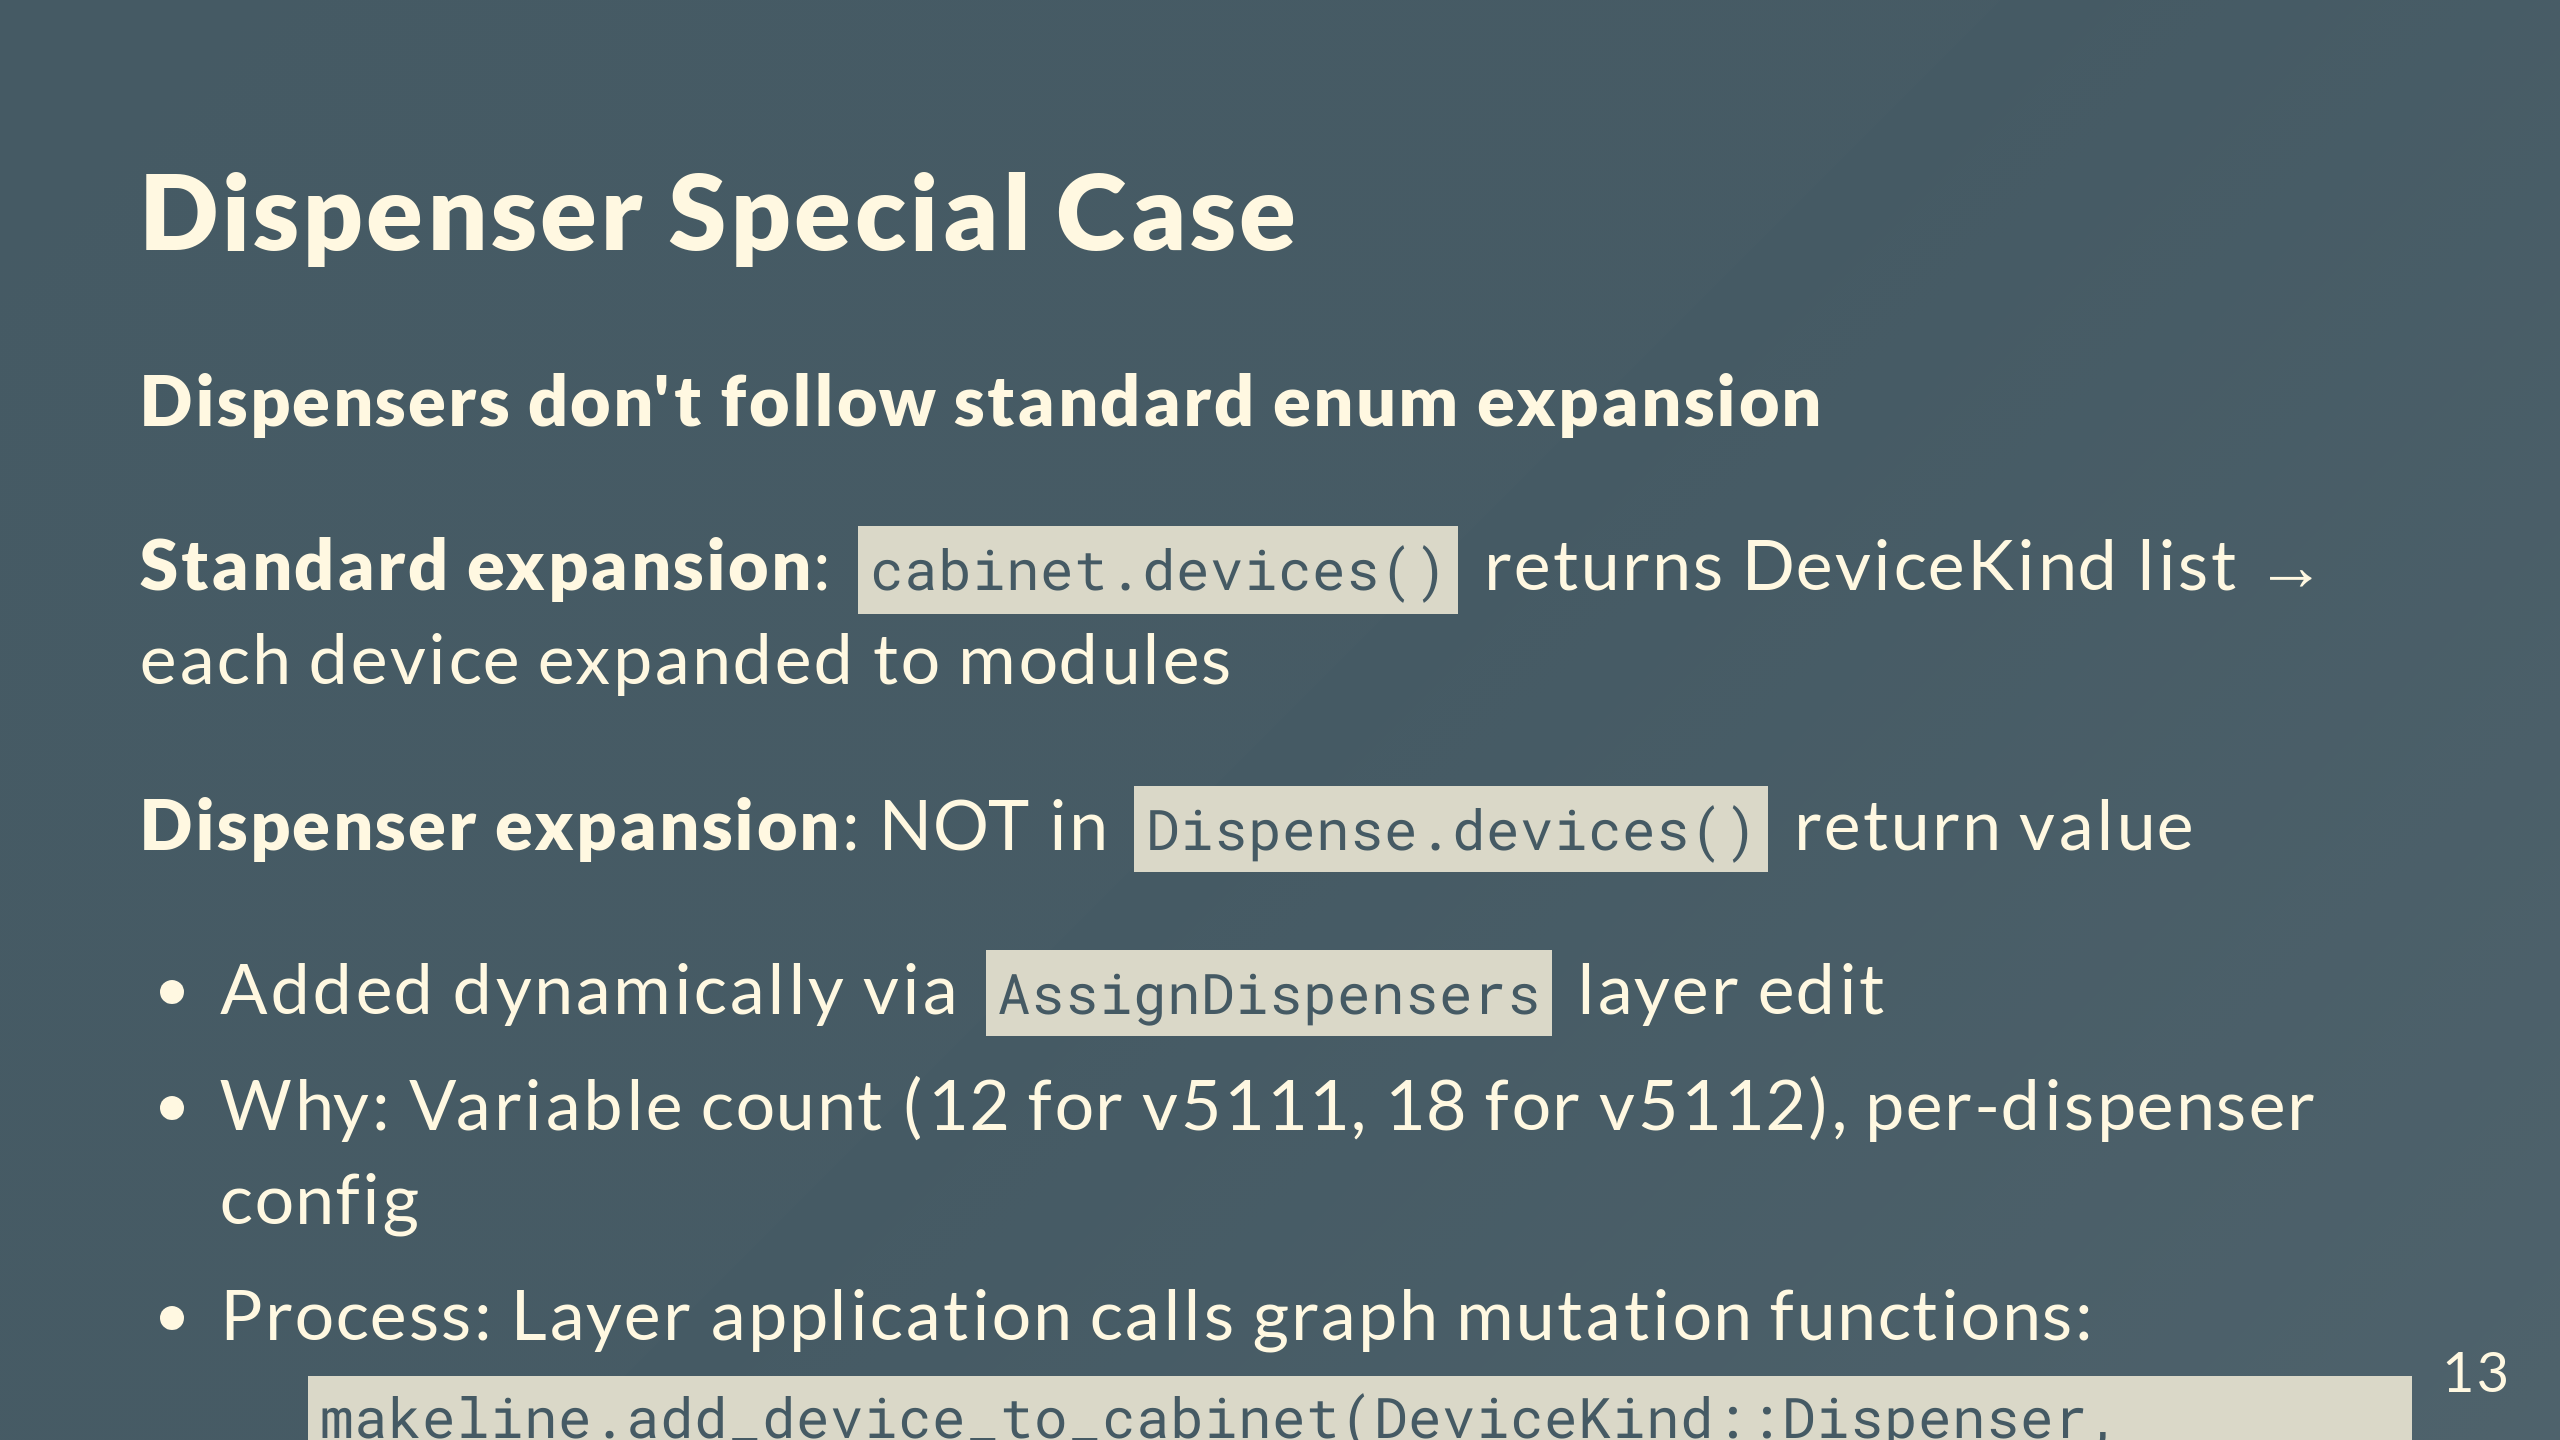 Dispenser Special Case
Dispensers don't follow standard enum expansion
Standard expansion: cabinet.devices() returns DeviceKind list →
each device expanded to modules
Dispenser expansion: NOT in Dispense.devices() return value
• Added dynamically via AssignDispensers layer edit
• Why: Variable count (12 for v5111, 18 for v5112), per-dispenser
config
• Process: Layer application calls graph mutation functions:
makeline.add_device_to_cabinet(DeviceKind::Dispenser,
13